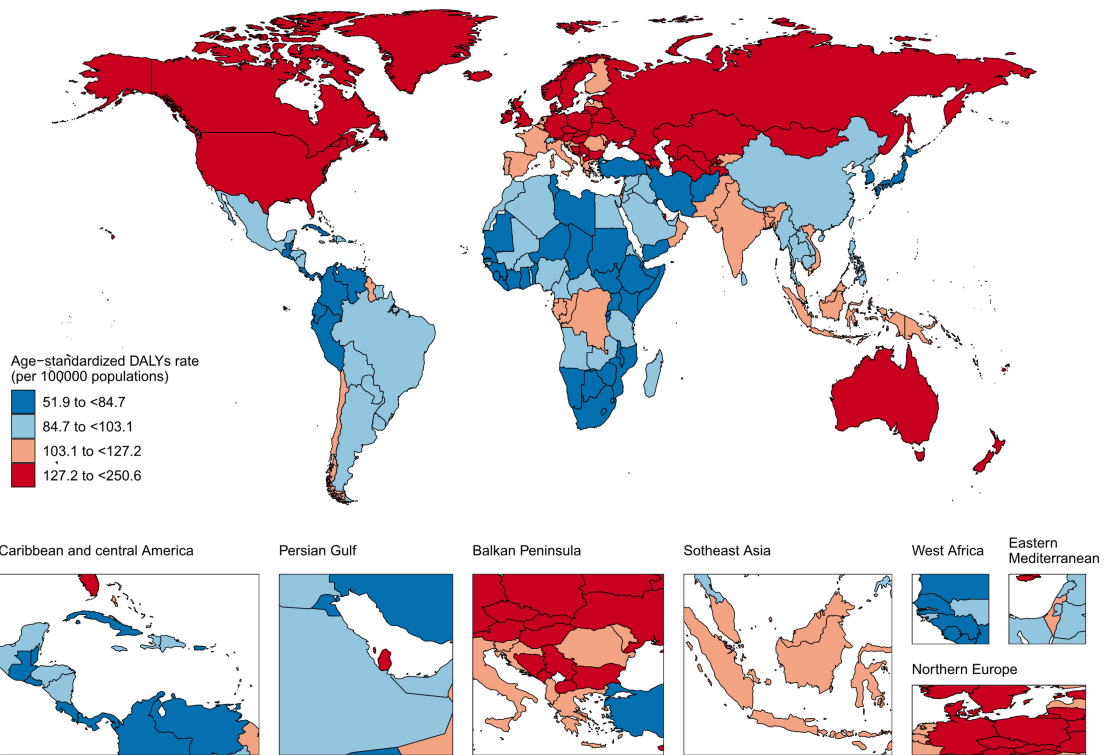 Age−standardized DALYs rate
(per 100000 populations)
51.9 to <84.7
84.7 to <103.1
103.1 to <127.2
127.2 to <250.6
Caribbean and central America
Persian Gulf
Balkan Peninsula
Sotheast Asia
West Africa
Eastern
Mediterranean
Northern Europe